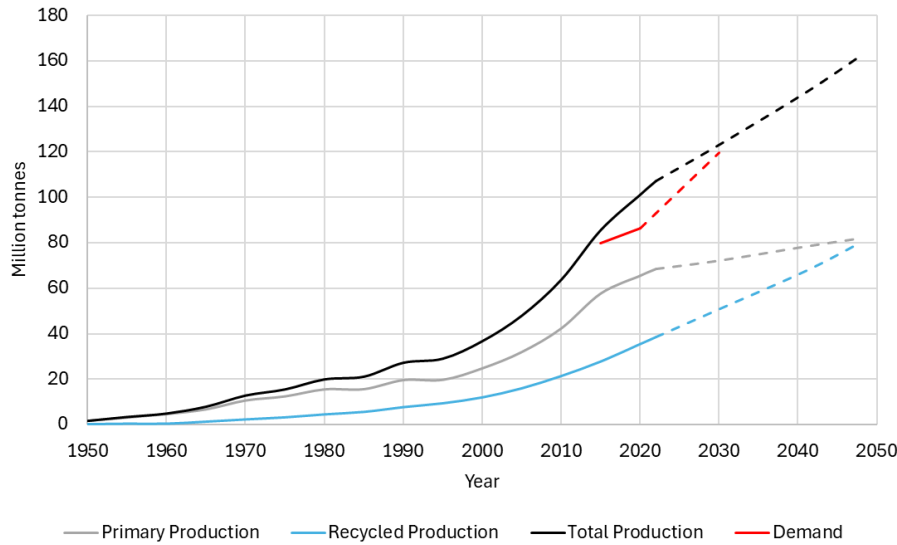 180
160
140
120
100
80
60
40
20
0
Million tonnes
1950 1960 1970 1980 1990 2000 2010 2020 2030 2040 2050
Year
Primary Production Recycled Production Total Production Demand